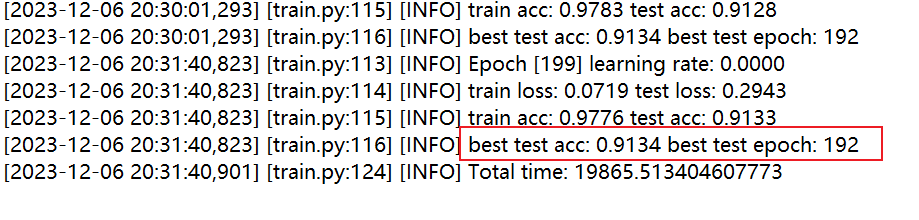 [2023-12-06 20:30:01,293] [train.py:115] [INFO] train acc: 0.9783 test acc: 0.9128
[2023-12-06 20:30:01,293] [train.py:116] [INFO] best test acc: 0.9134 best test epoch: 192
[2023-12-06 20:31:40,823] [train.py:113] [INFO] Epoch [199] learning rate: 0.0000
[2023-12-06 20:31:40,823] [train.py:114] [INFO] train loss: 0.0719 test loss: 0.2943
[2023-12-06 20:31:40,823] [train.py:115] [INFO] train acc: 0.9776 test acc: 0.9133
[2023-12-06 20:31:40,823] [train.py:116] [INFO] best test acc: 0.9134 best test epoch: 192
[2023-12-06 20:31:40,901] [train.py:124] [INFO] Total time: 19865.513404607773